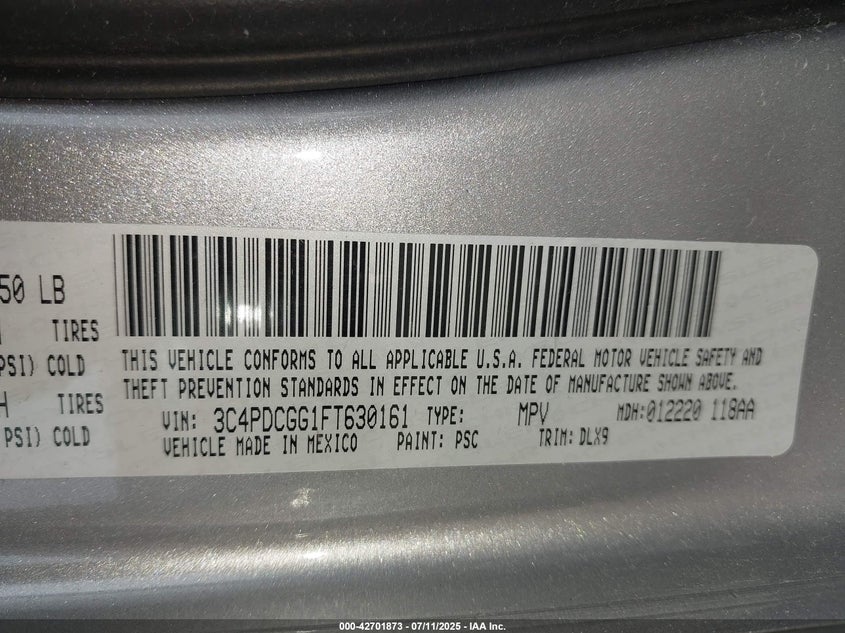 50 LB
TIRES
PSI) COLD
H TIRES
PSI) COLD
THIS VEHICLE CONFORMS TO ALL APPLICABLE U.S.A. FEDERAL MOTOR VEHICLE SAFETY AND
THEFT PREVENTION STANDARDS IN EFFECT ON THE DATE OF MANUFACTURE SHOWN ABOVE.
VIN: 3C4PDCGG1FT630161 TYPE: MPV MDH:012220 118AA
VEHICLE MADE IN MEXICO PAINT: PSC TRIM: DLX9
000-42701873 - 07/11/2025 - IAA Inc.